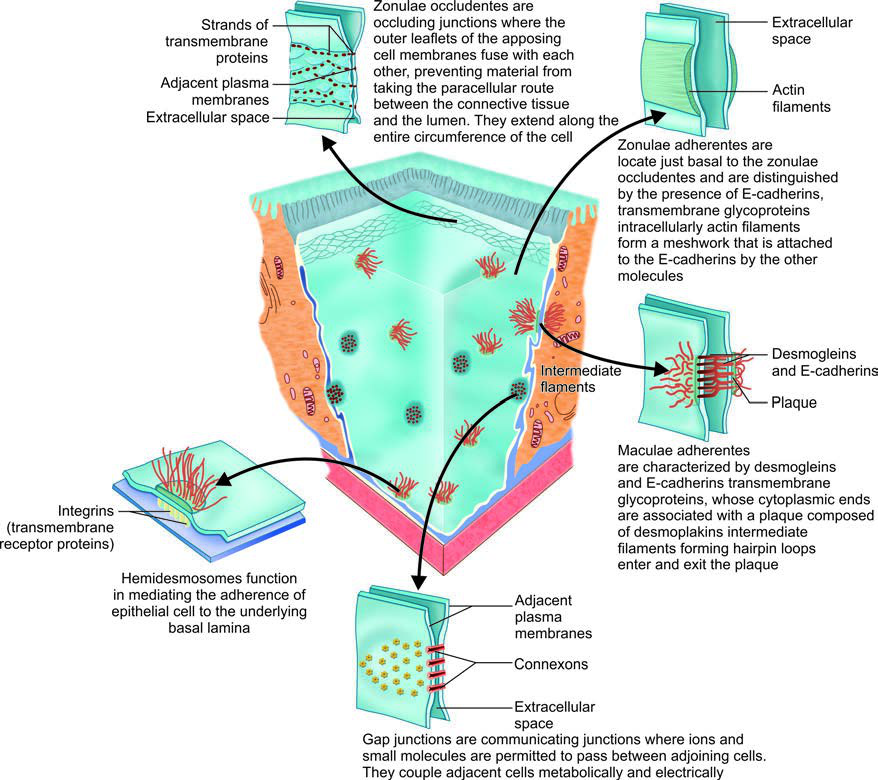 Strands of
transmembrane
proteins
Adjacent plasma
membranes
Extracellular space
Zonulae occludentes are
occluding junctions where the
outer leaflets of the apposing
cell membranes fuse with each
other, preventing material from
taking the paracellular route
between the connective tissue
and the lumen. They extend along the
entire circumference of the cell
Extracellular
space
Actin
filaments
Zonulae adherentes are
locate just basal to the zonulae
occludentes and are distinguished
by the presence of E-cadherins,
transmembrane glycoproteins
intracellularly actin filaments
form a meshwork that is attached
to the E-cadherins by the other
molecules
Intermediate
filaments
Desmogleins
and E-cadherins
Plaque
Maculae adherentes
are characterized by desmogleins
and E-cadherins transmembrane
glycoproteins, whose cytoplasmic ends
are associated with a plaque composed
of desmoplakins intermediate
filaments forming hairpin loops
enter and exit the plaque
Integrins
(transmembrane
receptor proteins)
Hemidesmosomes function
in mediating the adherence of
epithelial cell to the underlying
basal lamina
Adjacent
plasma
membranes
Connexons
Extracellular
space
Gap junctions are communicating junctions where ions and
small molecules are permitted to pass between adjoining cells.
They couple adjacent cells metabolically and electrically